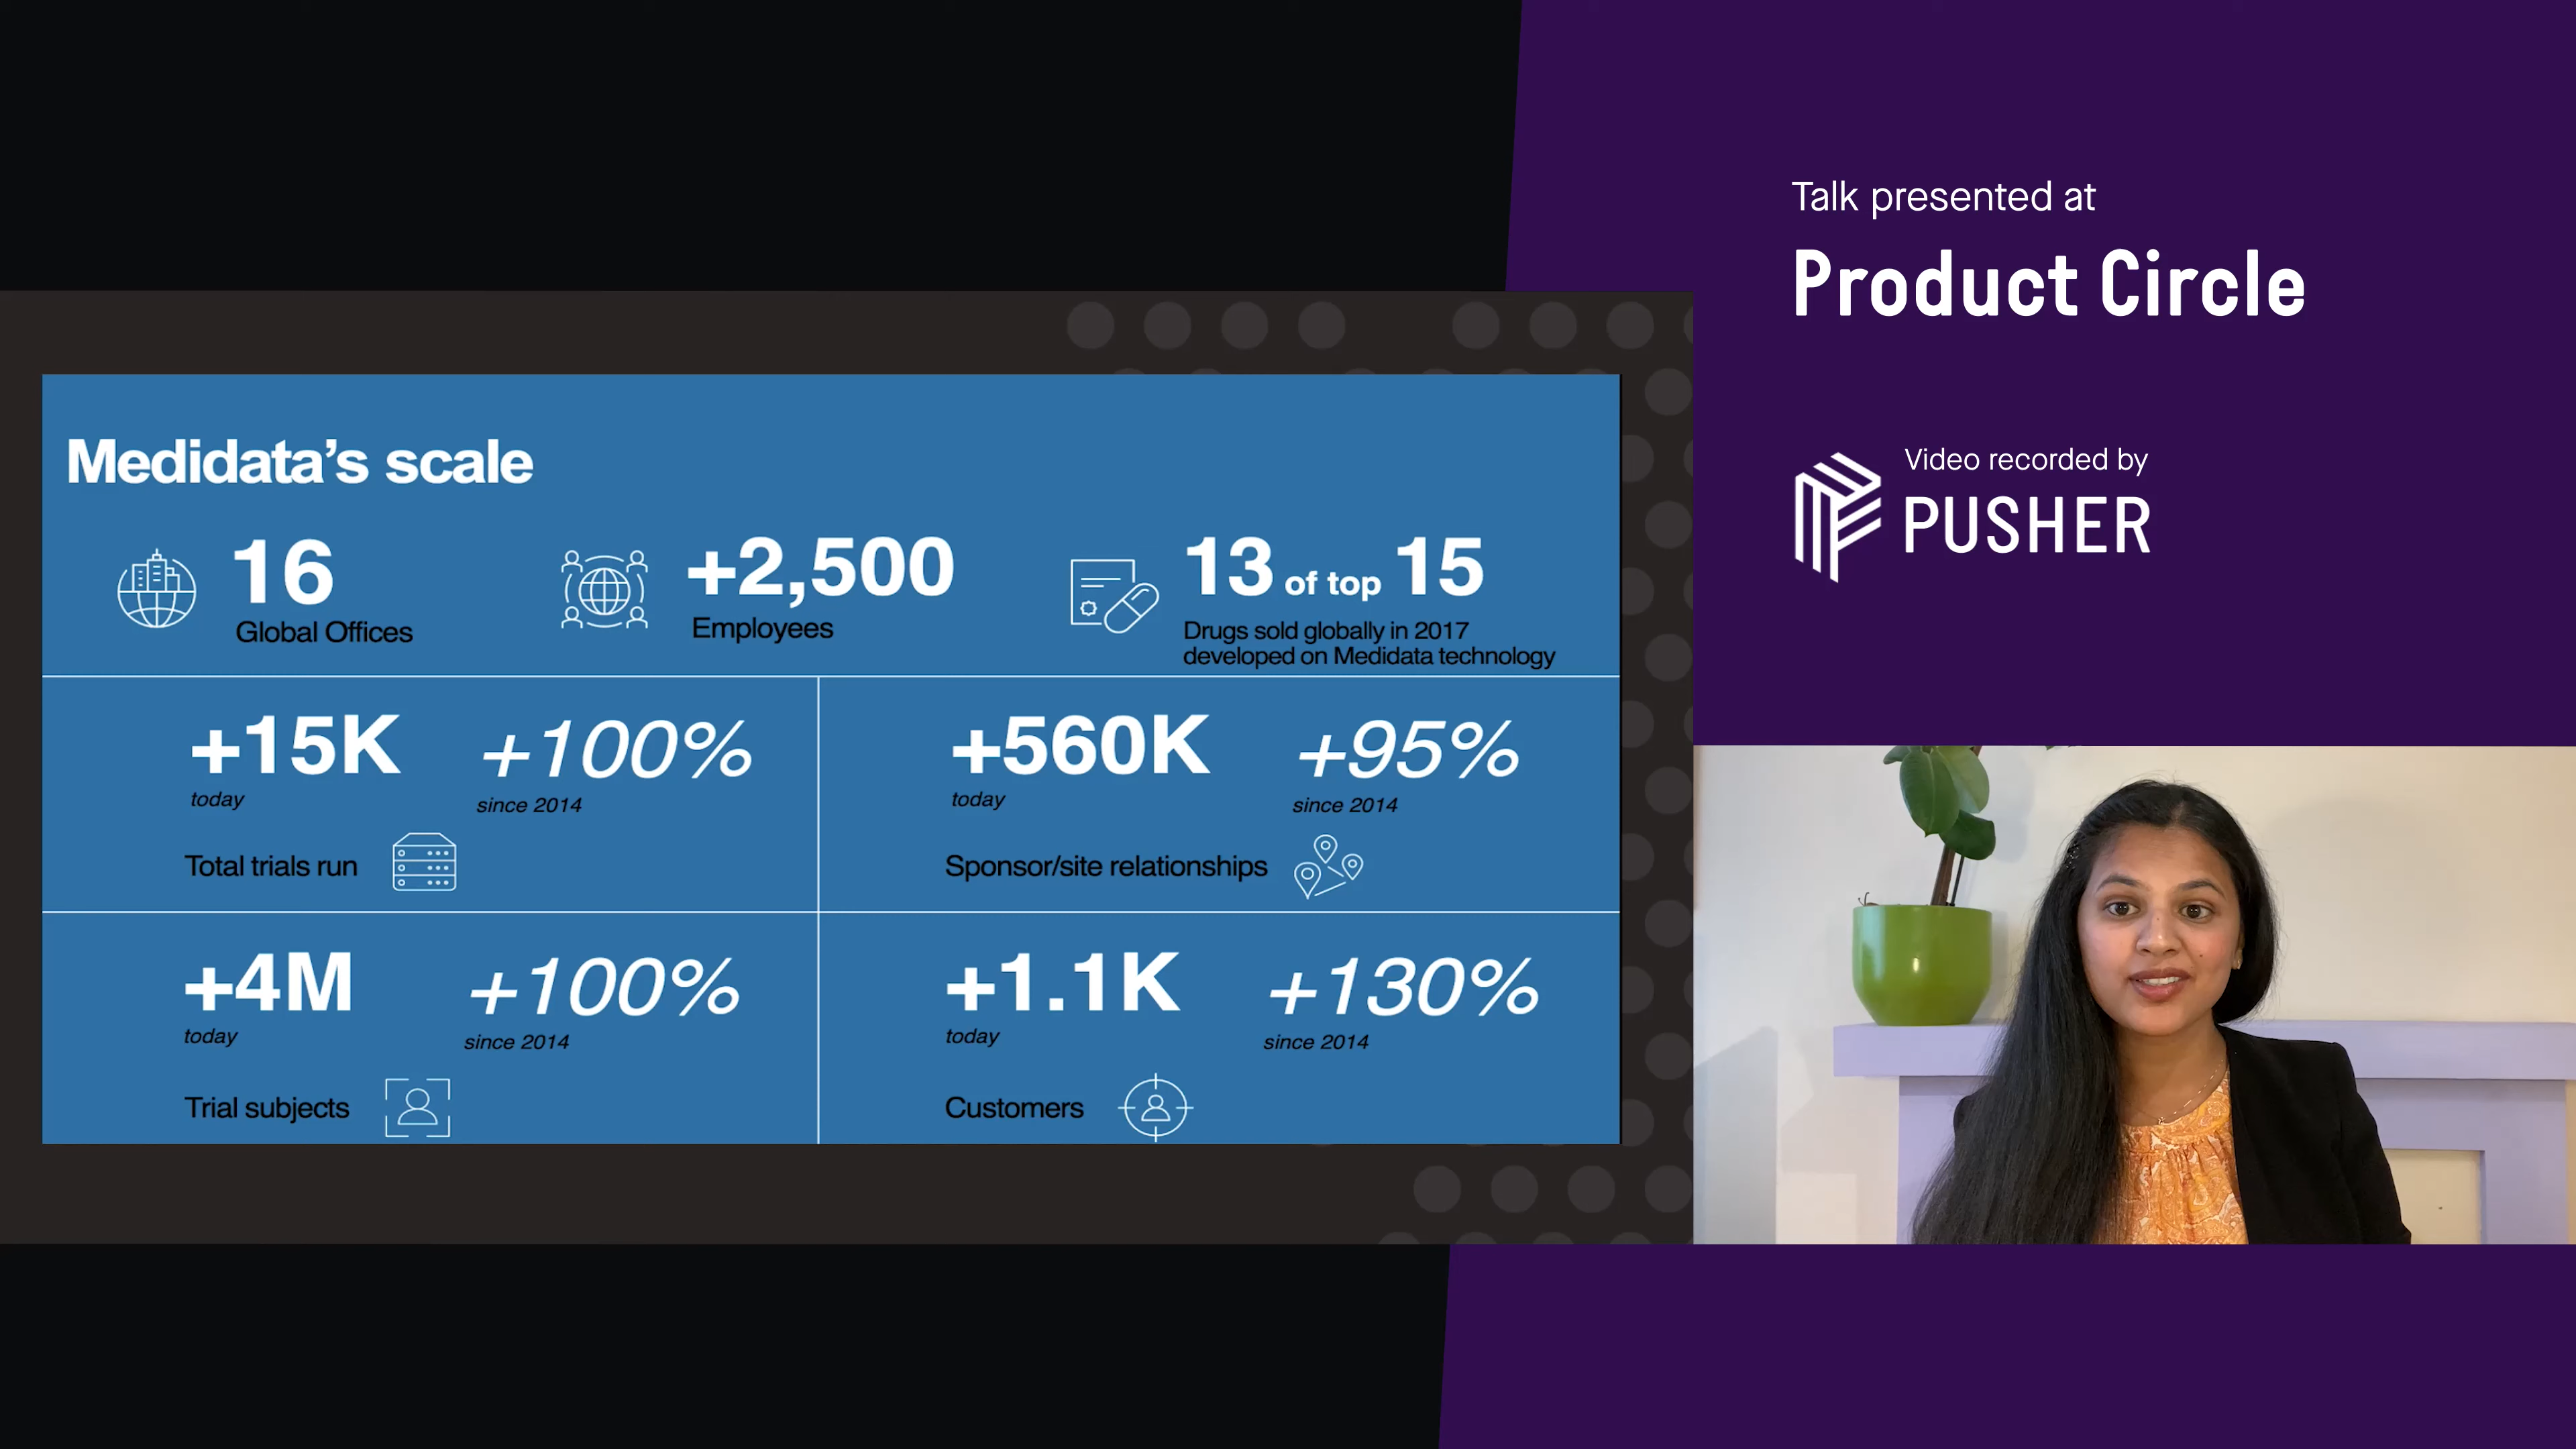 Talk presented at
Product Circle
Video recorded by
PUSHER
Medidata's scale
16
Global Offices
+2,500
Employees
13 of top 15
Drugs sold globally in 2017
developed on Medidata technology
+15K
today
+100%
since 2014
Total trials run
+560K
today
+95%
since 2014
Sponsor/site relationships
+4M
today
+100%
since 2014
Trial subjects
+1.1K
today
+130%
since 2014
Customers